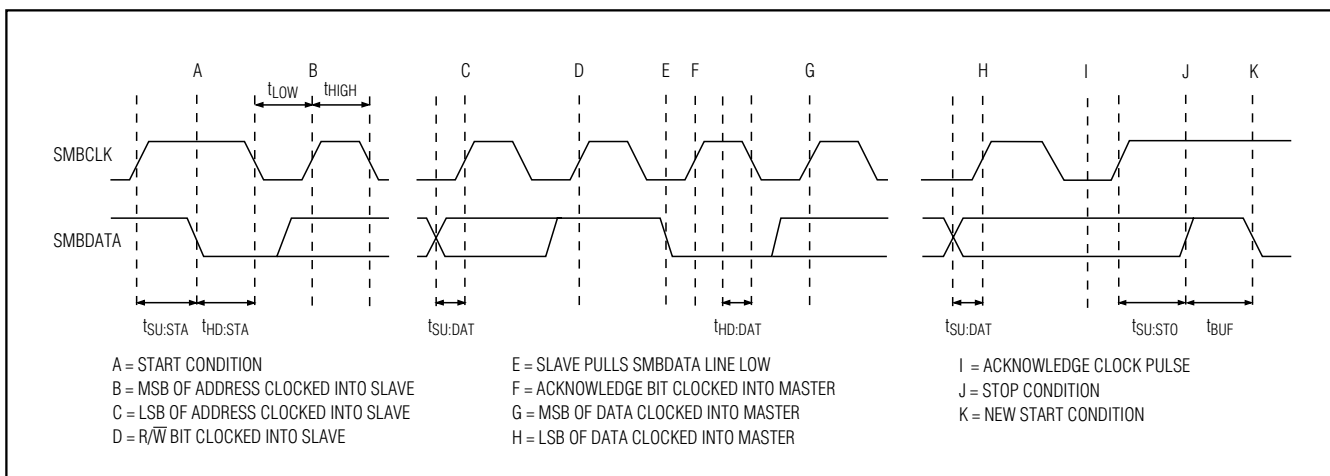 A B C D E F G H I J K
tLOW tHIGH
SMBCLK
SMBDATA
tSU:STA tHD:STA tSU:DAT tHD:DAT tSU:DAT tSU:STO tBUF
A = START CONDITION
B = MSB OF ADDRESS CLOCKED INTO SLAVE
C = LSB OF ADDRESS CLOCKED INTO SLAVE
D = R/W̅ BIT CLOCKED INTO SLAVE
E = SLAVE PULLS SMBDATA LINE LOW
F = ACKNOWLEDGE BIT CLOCKED INTO MASTER
G = MSB OF DATA CLOCKED INTO MASTER
H = LSB OF DATA CLOCKED INTO MASTER
I = ACKNOWLEDGE CLOCK PULSE
J = STOP CONDITION
K = NEW START CONDITION